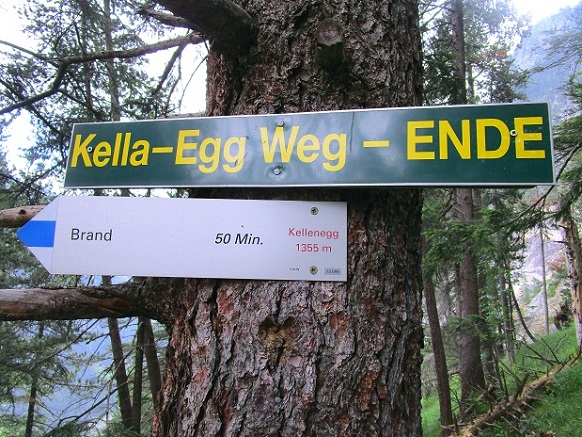 Kella-Egg Weg - ENDE
Brand 50 Min. Kellenegg
1355 m